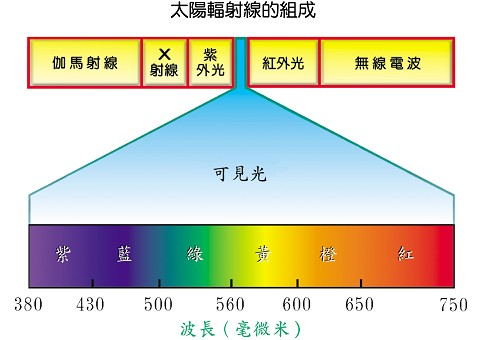 太陽輻射線的組成
伽馬射線
X
射線
紫
外光
紅外光
無線電波
可見光
紫 藍 綠 黃 橙 紅
380 430 500 560 600 650 750
波長（毫微米）